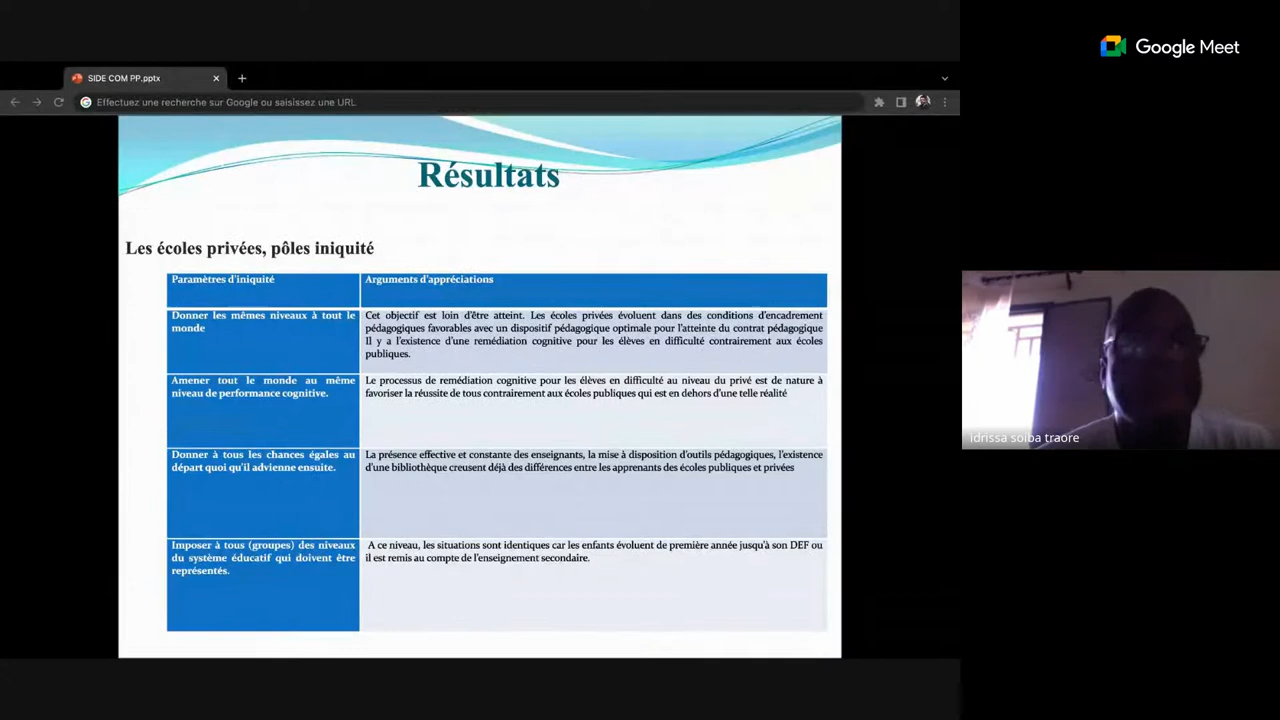 Google Meet
SIDE COM PP.pptx
Effectuez une recherche sur Google ou saisissez une URL
Résultats
Les écoles privées, pôles iniquité
Paramètres d'iniquité
Arguments d'appréciations
Donner les mêmes niveaux à tout le
monde
Cet objectif est loin d'être atteint. Les écoles privées évoluent dans des conditions d'encadrement
pédagogiques favorables avec un dispositif pédagogique optimale pour l'atteinte du contrat pédagogique
Il y a l'existence d'une remédiation cognitive pour les élèves en difficulté contrairement aux écoles
publiques.
Amener tout le monde au même
niveau de performance cognitive.
Le processus de remédiation cognitive pour les élèves en difficulté au niveau du privé est de nature à
favoriser la réussite de tous contrairement aux écoles publiques qui est en dehors d'une telle réalité
Donner à tous les chances égales au
départ quoi qu'il advienne ensuite.
La présence effective et constante des enseignants, la mise à disposition d'outils pédagogiques, l'existence
d'une bibliothèque creusent déjà des différences entre les apprenants des écoles publiques et privées
Imposer à tous (groupes) des niveaux
du système éducatif qui doivent être
représentés.
A ce niveau, les situations sont identiques car les enfants évoluent de première année jusqu'à son DEF ou
il est remis au compte de l'enseignement secondaire.
Idrissa soiba traore